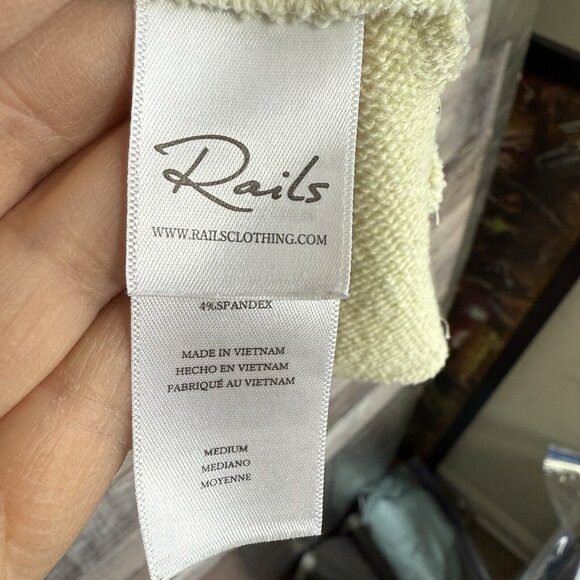 Rails
WWW.RAILSCLOTHING.COM
4%SPANDEX
MADE IN VIETNAM
HECHO EN VIETNAM
FABRIQUÉ AU VIETNAM
MEDIUM
MEDIANO
MOYENNE